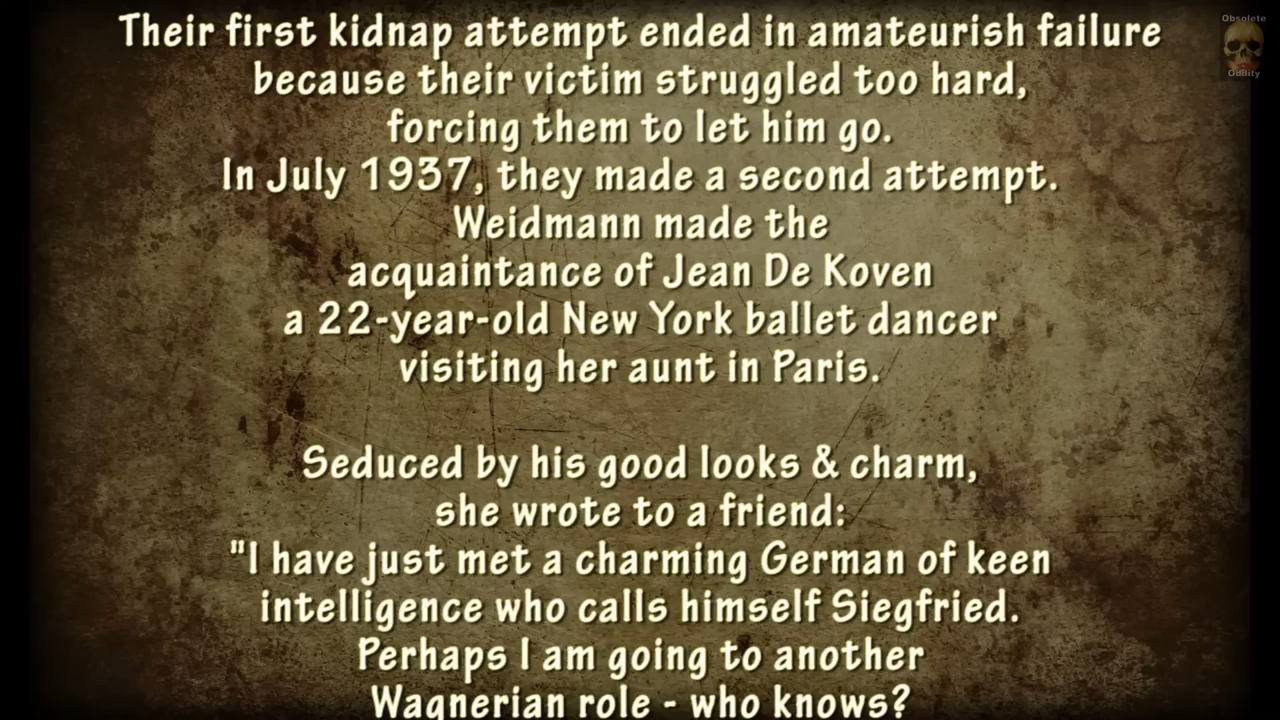 Obsolete
Oddity
Their first kidnap attempt ended in amateurish failure
because their victim struggled too hard,
forcing them to let him go.
In July 1937, they made a second attempt.
Weidmann made the
acquaintance of Jean De Koven
a 22-year-old New York ballet dancer
visiting her aunt in Paris.
Seduced by his good looks & charm,
she wrote to a friend:
"I have just met a charming German of keen
intelligence who calls himself Siegfried.
Perhaps I am going to another
Wagnerian role - who knows?